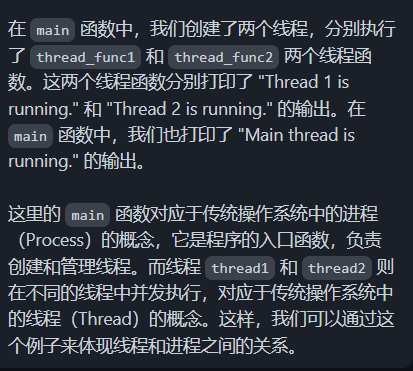 在 main 函数中，我们创建了两个线程，分别执行
了 thread_func1 和 thread_func2 两个线程函
数。这两个线程函数分别打印了 "Thread 1 is
running." 和 "Thread 2 is running." 的输出。在
main 函数中，我们也打印了 "Main thread is
running." 的输出。
这里的 main 函数对应于传统操作系统中的进程
（Process）的概念，它是程序的入口函数，负责
创建和管理线程。而线程 thread1 和 thread2 则
在不同的线程中并发执行，对应于传统操作系统中
的线程（Thread）的概念。这样，我们可以通过这
个例子来体现线程和进程之间的关系。